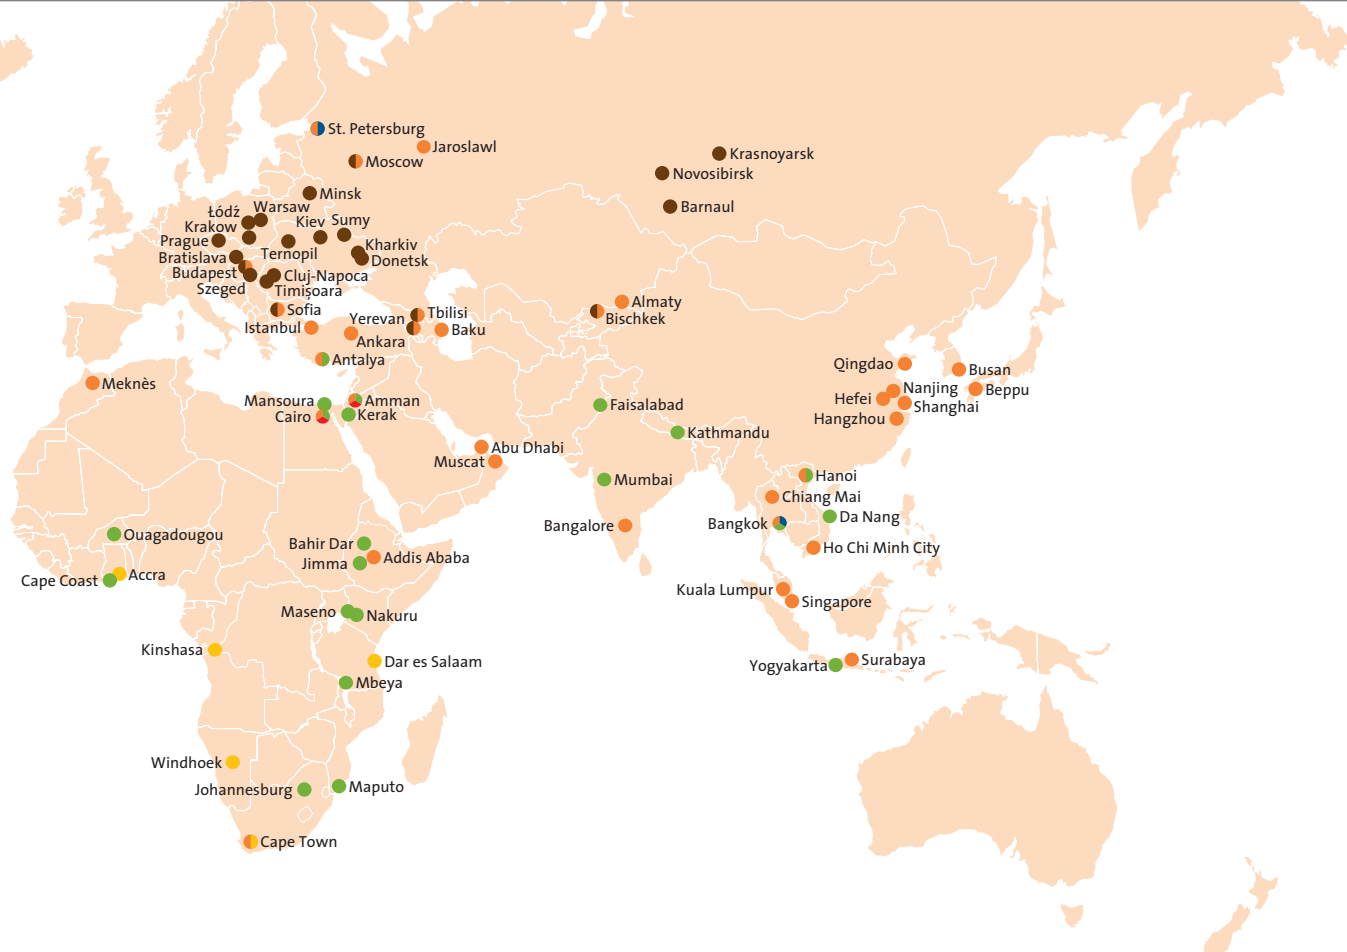 St. Petersburg
Jaroslawl
Moscow
Krasnoyarsk
Novosibirsk
Barnaul
Minsk
Łódź
Warsaw
Krakow
Kiev
Sumy
Prague
Ternopil
Kharkiv
Donetsk
Bratislava
Budapest
Cluj-Napoca
Szeged
Timişoara
Sofia
Istanbul
Yerevan
Tbilisi
Baku
Ankara
Antalya
Almaty
Bischkek
Meknès
Mansoura
Amman
Cairo
Kerak
Abu Dhabi
Muscat
Faisalabad
Kathmandu
Mumbai
Bangalore
Qingdao
Busan
Nanjing
Beppu
Hefei
Shanghai
Hangzhou
Hanoi
Chiang Mai
Bangkok
Da Nang
Ho Chi Minh City
Kuala Lumpur
Singapore
Yogyakarta
Surabaya
Ouagadougou
Bahir Dar
Addis Ababa
Jimma
Accra
Cape Coast
Maseno
Nakuru
Kinshasa
Dar es Salaam
Mbeya
Windhoek
Johannesburg
Maputo
Cape Town